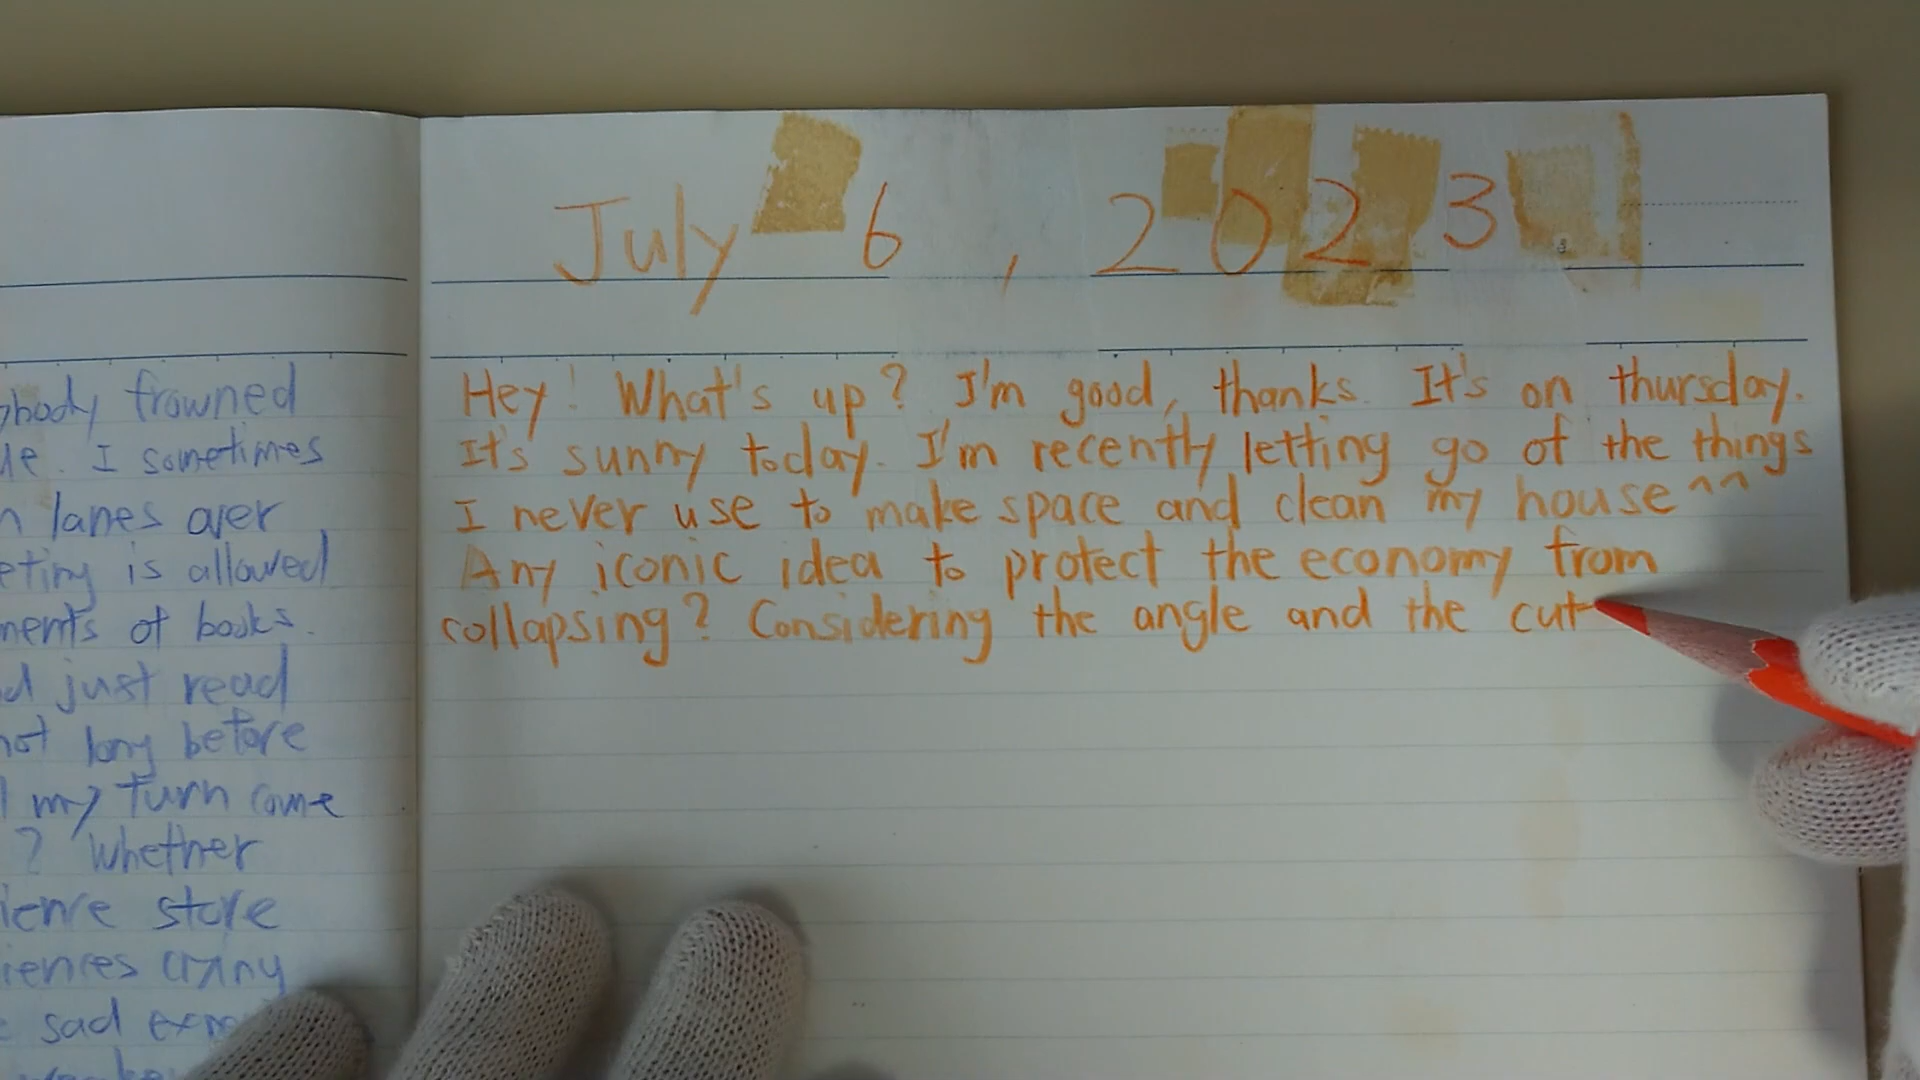 July 6, 2023
frowned
I sometimes
lanes over
is allowed
of books.
just read
not long before
my turn come
? Whether
store
sad
Hey! What's up? I'm good, thanks. It's on thursday.
It's sunny today. I'm recently letting go of the things
I never use to make space and clean my house ^^
Any iconic idea to protect the economy from
collapsing? Considering the angle and the cut